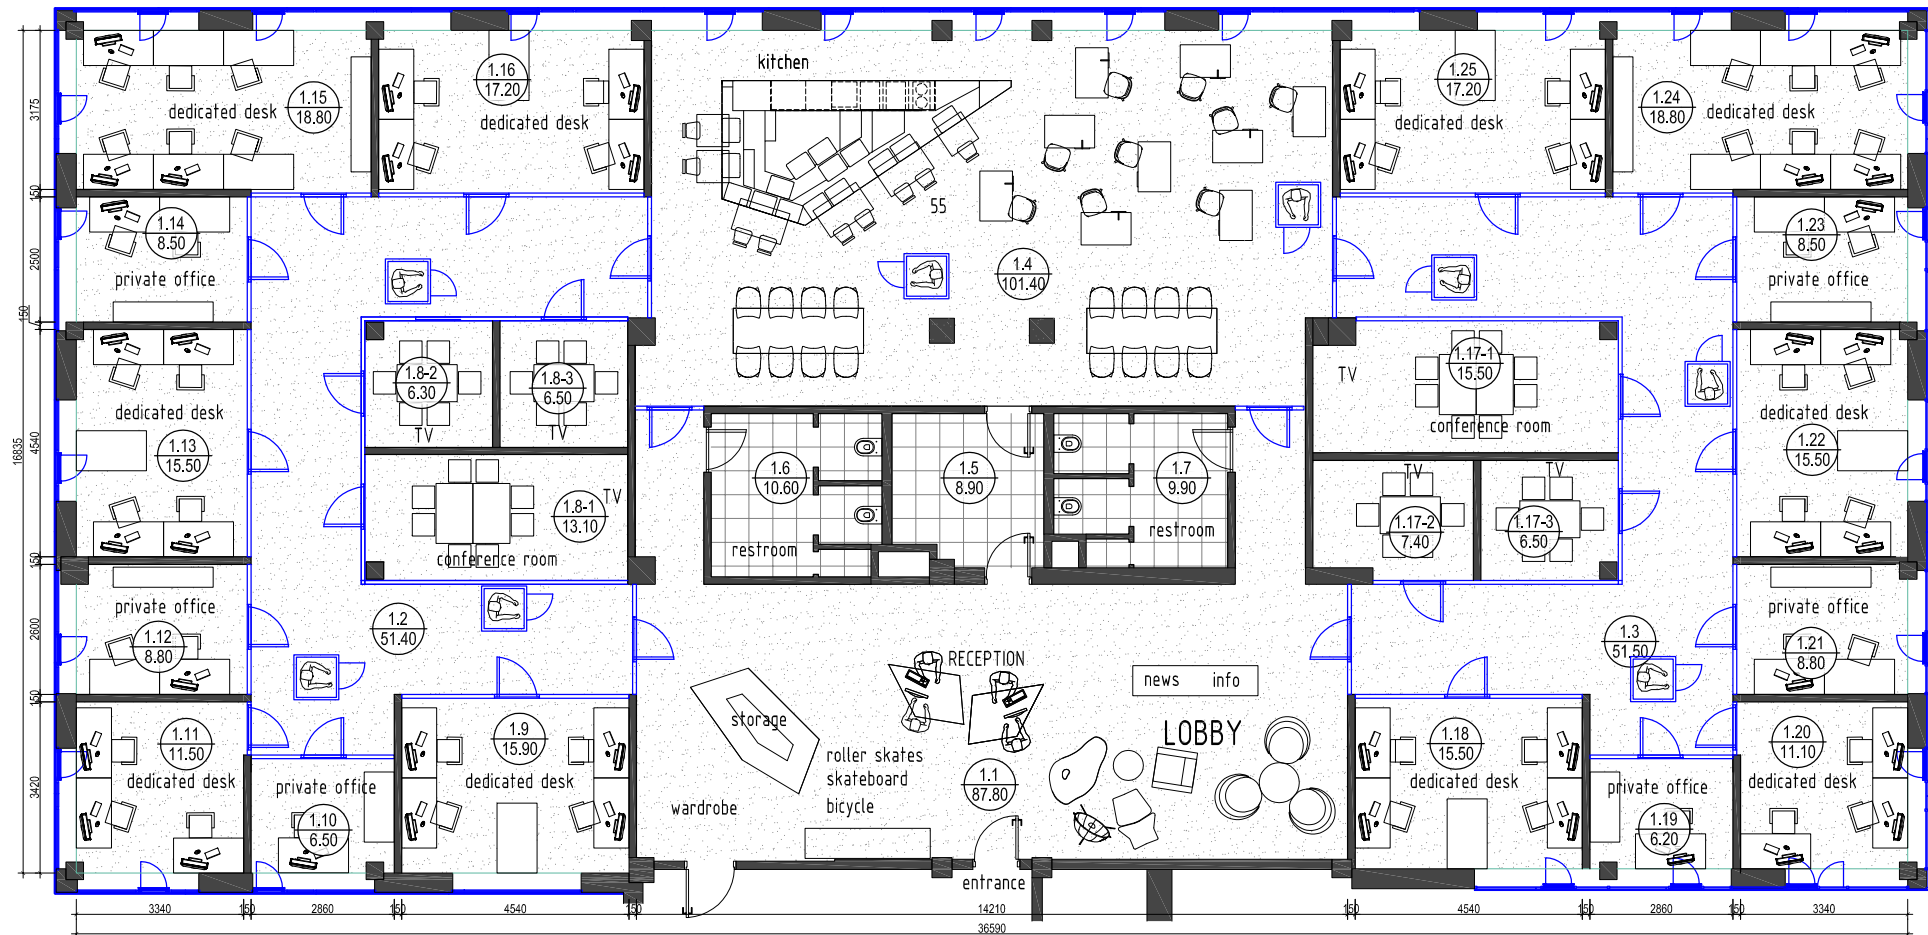 kitchen
1.15
18.80
dedicated desk
1.16
17.20
dedicated desk
1.25
17.20
dedicated desk
1.24
18.80
dedicated desk
55
1.14
8.50
private office
1.4
101.40
1.23
8.50
private office
1.8-2
6.30
TV
1.8-3
6.50
TV
TV
1.17-1
15.50
conference room
dedicated desk
1.13
15.50
dedicated desk
1.22
15.50
1.6
10.60
restroom
1.5
8.90
1.7
9.90
restroom
TV
1.8-1
13.10
conference room
TV
1.17-2
7.40
TV
1.17-3
6.50
private office
1.12
8.80
1.2
51.40
private office
1.21
8.80
1.3
51.50
RECEPTION
news info
storage
LOBBY
roller skates
skateboard
bicycle
wardrobe
1.1
87.80
entrance
1.11
11.50
dedicated desk
private office
1.10
6.50
1.9
15.90
dedicated desk
1.18
15.50
dedicated desk
private office
1.19
6.20
1.20
11.10
dedicated desk
3175
150
2500
150
4540
150
2600
150
3420
16835
3340
150
2860
150
4540
150
14210
150
4540
150
2860
150
3340
36590